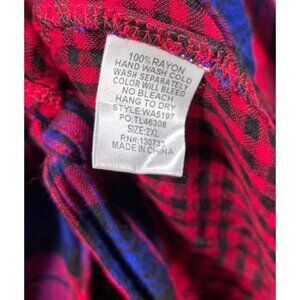 100% RAYON
HAND WASH COLD
WASH SEPARATELY
COLOR WILL BLEED
NO BLEACH
HANG TO DRY
STYLE:WA5197
PO:TL46308
SIZE:2XL
RN#-130733
MADE IN CHINA